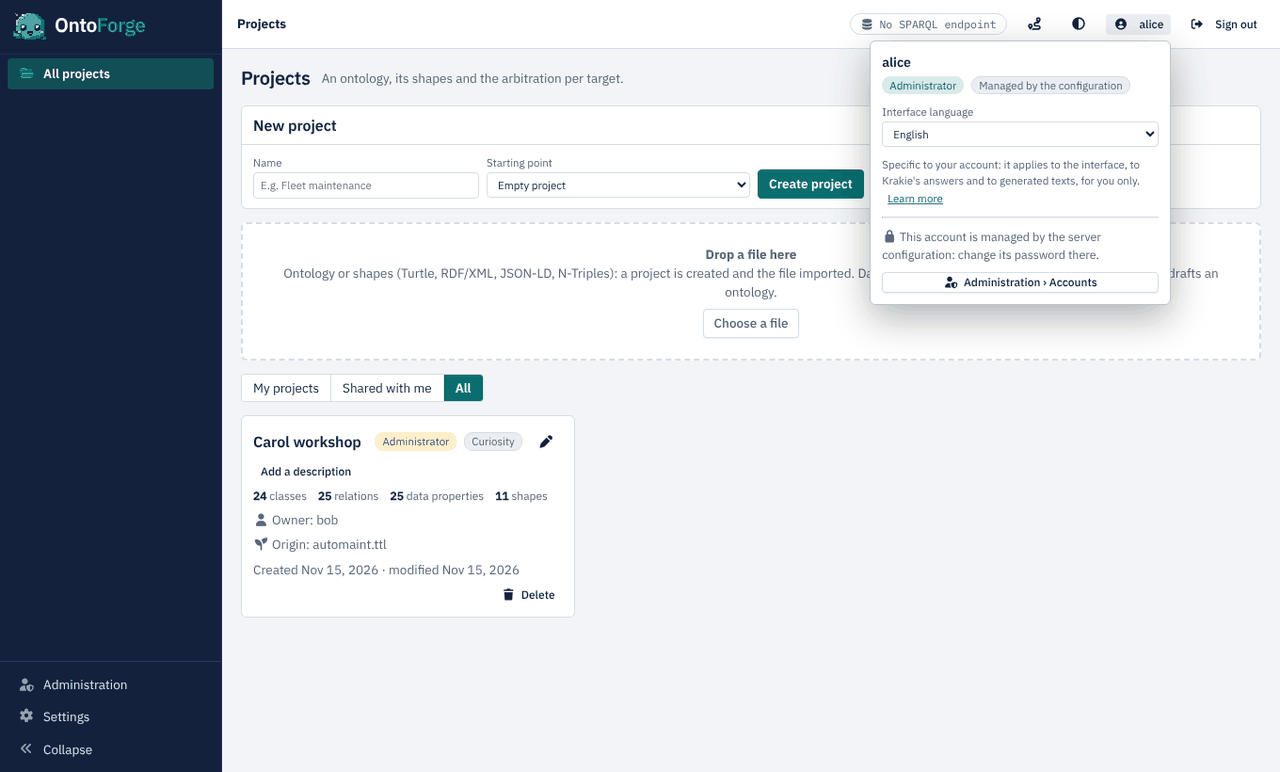 OntoForge
All projects
Administration
Settings
Collapse
Projects
No SPARQL endpoint
alice
Sign out
Projects
An ontology, its shapes and the arbitration per target.
New project
Name
E.g. Fleet maintenance
Starting point
Empty project
Create project
Drop a file here
Ontology or shapes (Turtle, RDF/XML, JSON-LD, N-Triples): a project is created and the file imported.
drafts an
ontology.
Choose a file
My projects
Shared with me
All
Carol workshop
Administrator
Curiosity
Add a description
24 classes 25 relations 25 data properties 11 shapes
Owner: bob
Origin: automaint.ttl
Created Nov 15, 2026 · modified Nov 15, 2026
Delete
alice
Administrator
Managed by the configuration
Interface language
English
Specific to your account: it applies to the interface, to
Krakie's answers and to generated texts, for you only.
Learn more
This account is managed by the server
configuration: change its password there.
Administration › Accounts